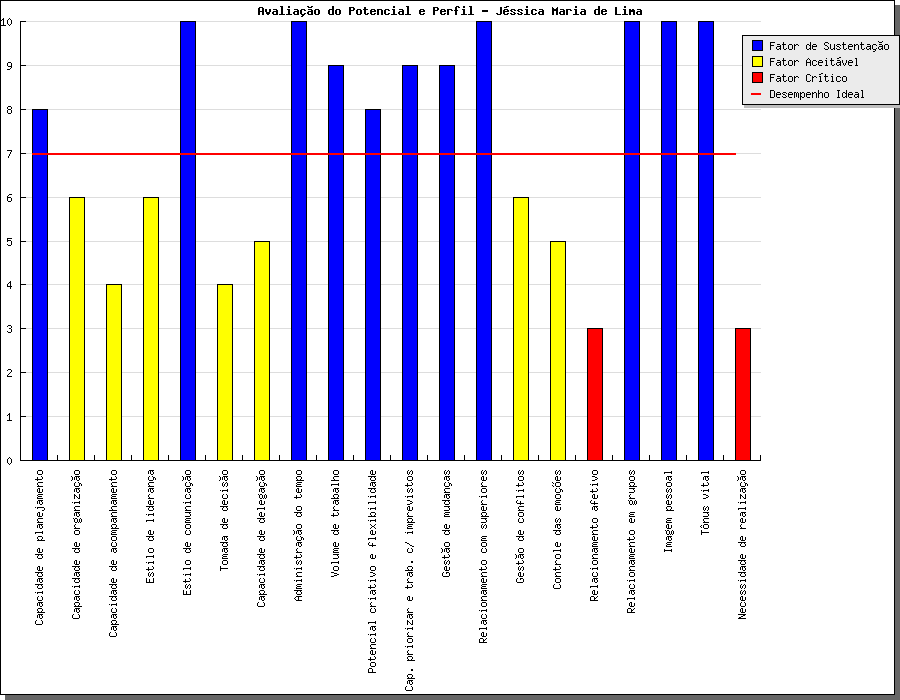 Avaliação do Potencial e Perfil - Jéssica Maria de Lima
Fator de Sustentação
Fator Aceitável
Fator Crítico
Desempenho Ideal
10
9
8
7
6
5
4
3
2
1
0
Capacidade de planejamento
Capacidade de organização
Capacidade de acompanhamento
Estilo de liderança
Estilo de comunicação
Tomada de decisão
Capacidade de delegação
Administração do tempo
Volume de trabalho
Potencial criativo e flexibilidade
Cap. priorizar e trab. c/ imprevistos
Gestão de mudanças
Relacionamento com superiores
Gestão de conflitos
Controle das emoções
Relacionamento afetivo
Relacionamento em grupos
Imagem pessoal
Tônus vital
Necessidade de realização